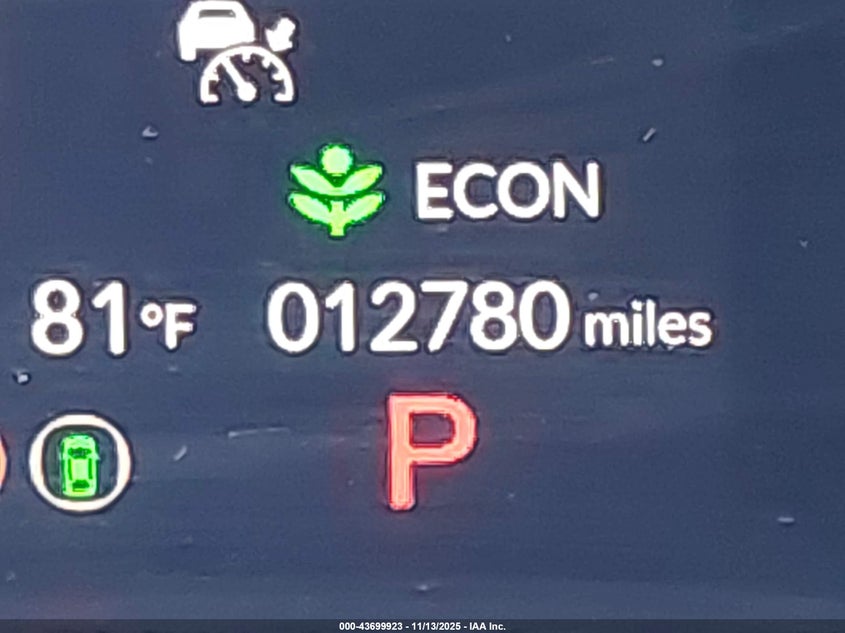 ECON
81°F 012780 miles
P
000-43699923 - 11/13/2025 - IAA Inc.